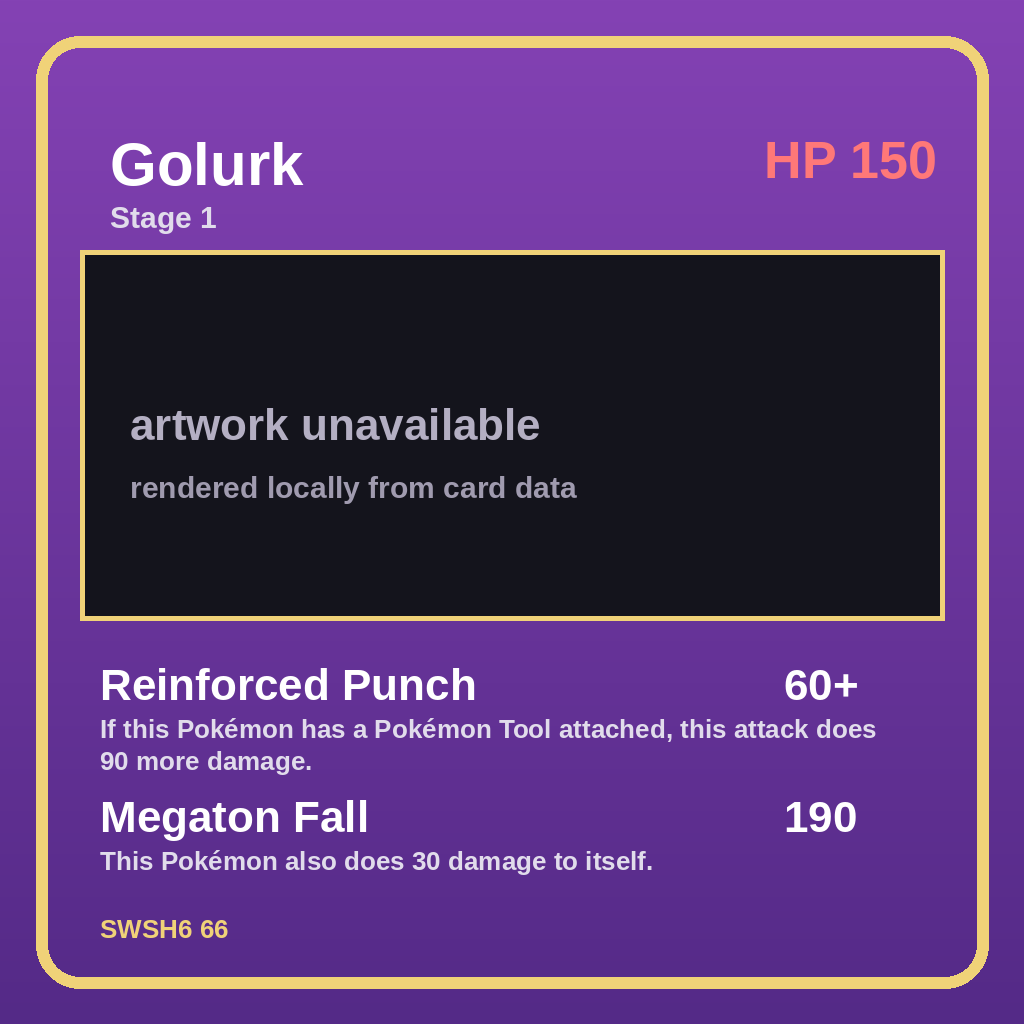 Golurk
HP 150
Stage 1
artwork unavailable
rendered locally from card data
Reinforced Punch
60+
If this Pokémon has a Pokémon Tool attached, this attack does
90 more damage.
Megaton Fall
190
This Pokémon also does 30 damage to itself.
SWSH6 66